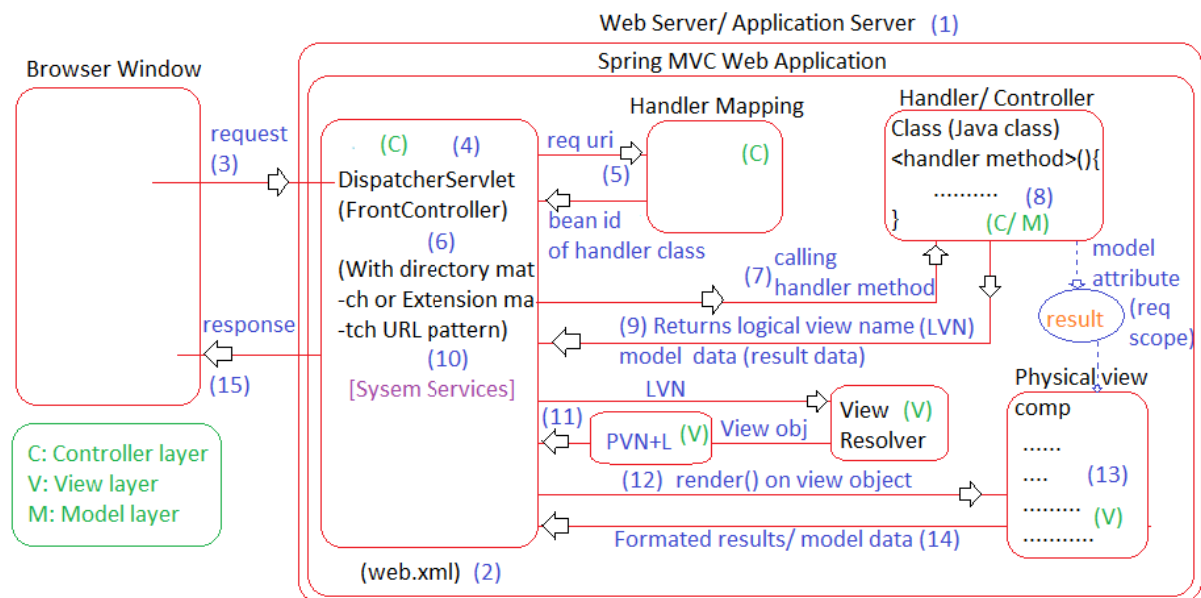 Web Server/ Application Server (1)
Browser Window
Spring MVC Web Application
Handler Mapping
Handler/ Controller
request
(3)
(C) (4)
DispatcherServlet
(FrontController)
(6)
(With directory mat
-ch or Extension ma
-tch URL pattern)
(10)
[Sysem Services]
req uri
(5)
(C)
bean id
of handler class
Class (Java class)
<handler method>(){
..........
(8)
}
(C/ M)
(7) calling
handler method
model
attribute
(req
scope)
result
(9) Returns logical view name (LVN)
model data (result data)
response
(15)
LVN
(11)
PVN+L (V)
View obj
View (V)
Resolver
Physical view
comp
......
....
(13)
.........
(V)
...........
(12) render() on view object
Formated results/ model data (14)
(web.xml) (2)
C: Controller layer
V: View layer
M: Model layer